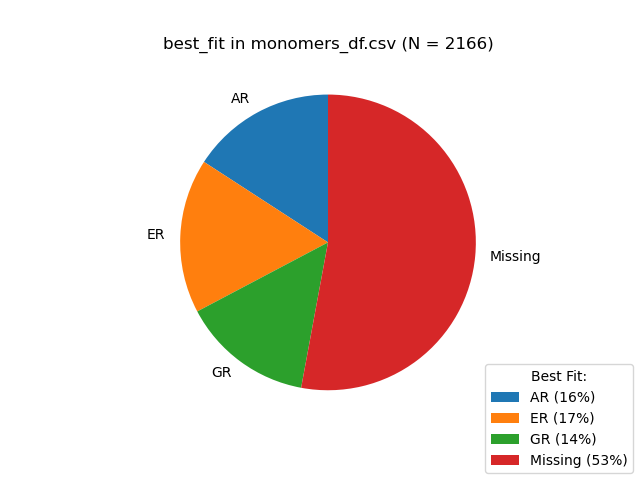 best_fit in monomers_df.csv (N = 2166)
AR
ER
Missing
GR
Best Fit:
AR (16%)
ER (17%)
GR (14%)
Missing (53%)